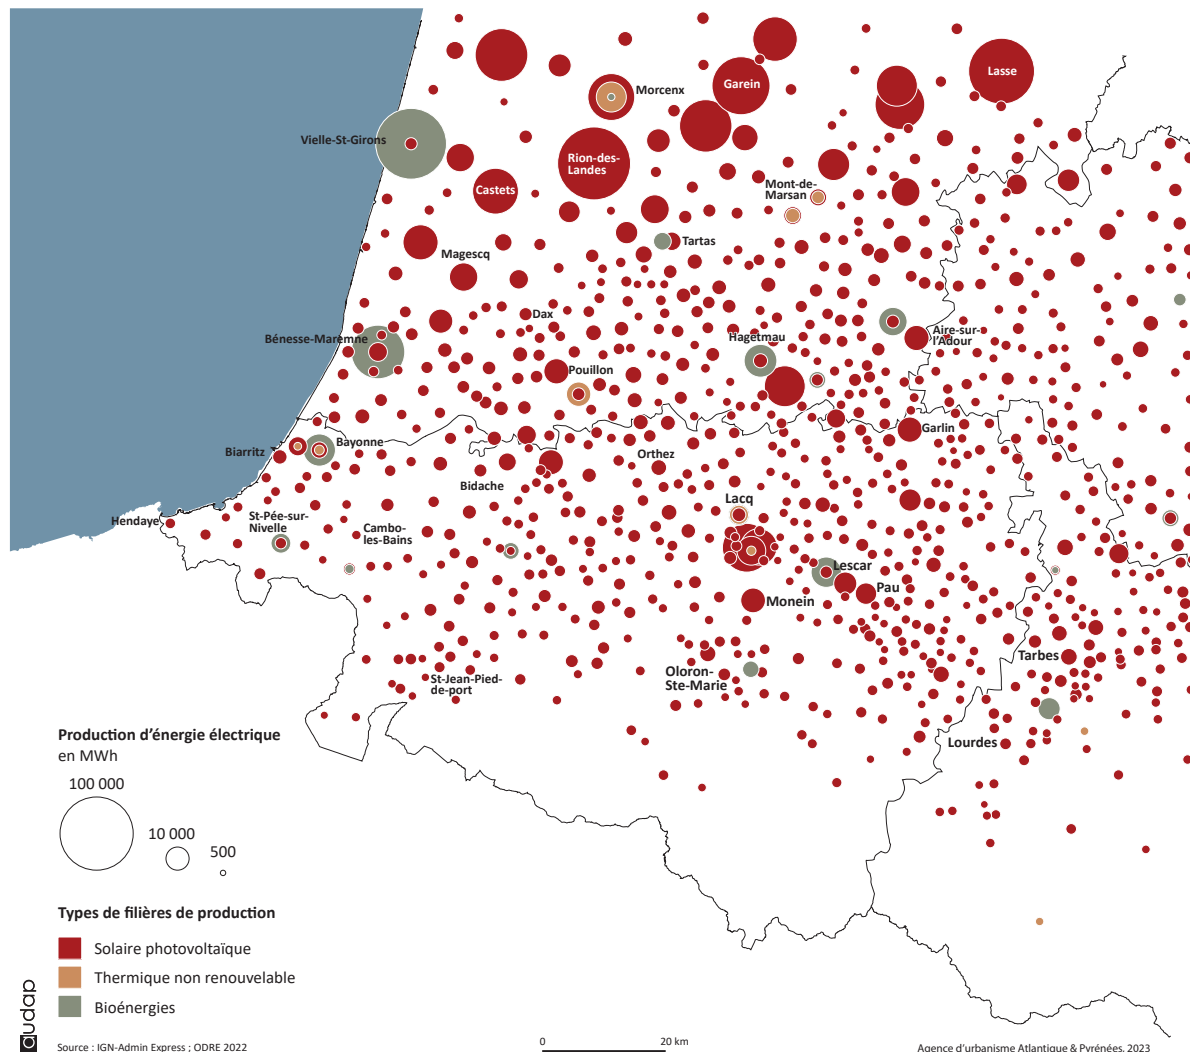 Lasse
Garein
Morcenx
Vielle-St-Girons
Rion-des-
Landes
Castets
Mont-de-
Marsan
Tartas
Magescq
Dax
Bénesse-Maremne
Hagetmau
Aire-sur-
l'Adour
Pouillon
Garlin
Biarritz
Bayonne
Orthez
Bidache
Lacq
Hendaye
St-Pée-sur-
Nivelle
Cambo-
les-Bains
Lescar
Pau
Monein
Tarbes
Oloron-
Ste-Marie
St-Jean-Pied-
de-port
Lourdes
Production d'énergie électrique
en MWh
100 000
10 000
500
Types de filières de production
Solaire photovoltaïque
Thermique non renouvelable
Bioénergies
audap
Source : IGN-Admin Express ; ODRE 2022
0 20 km
Agence d'urbanisme Atlantique & Pyrénées, 2023